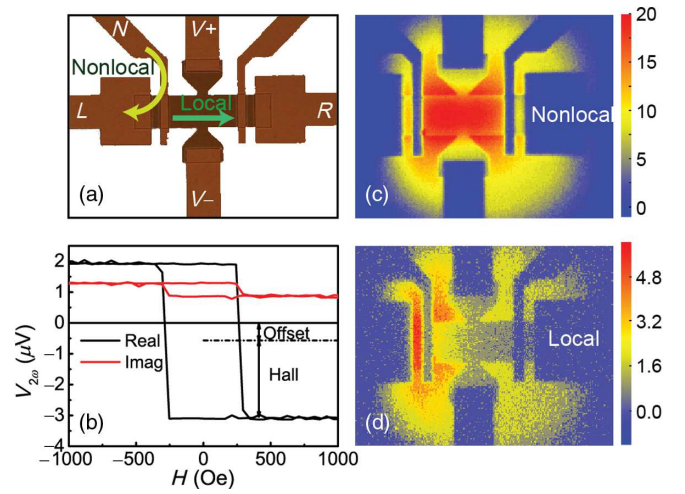 N
V+
Nonlocal
Local
L
R
V−
(a)
20
15
10
5
0
Nonlocal
(c)
2
1
0
−1
−2
−3
−4
V2ω (μV)
Offset
Real
Imag
Hall
(b)
−1000
−500
0
500
1000
H (Oe)
4.8
3.2
1.6
0.0
Local
(d)